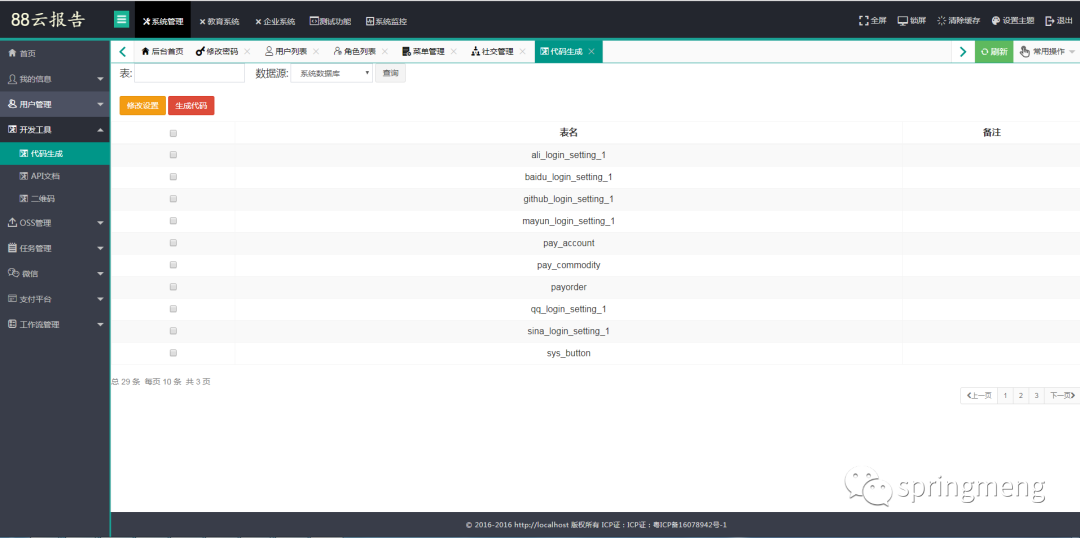 88云报告 系统管理 教育系统 企业系统 测试功能 系统监控 全屏 锁屏 清除缓存 设置主题 退出
首页 后台首页 修改密码 用户列表 角色列表 菜单管理 社交管理 代码生成 刷新 常用操作
我的信息
用户管理
开发工具
代码生成
API文档
二维码
OSS管理
任务管理
微信
支付平台
工作流管理
表: 数据源: 系统数据库 查询
修改设置 生成代码
表名 备注
ali_login_setting_1
baidu_login_setting_1
github_login_setting_1
mayun_login_setting_1
pay_account
pay_commodity
payorder
qq_login_setting_1
sina_login_setting_1
sys_button
总 29 条 每页 10 条 共 3 页
上一页 1 2 3 下一页
springmeng
© 2016-2016 http://localhost 版权所有 ICP证：ICP证：粤ICP备16078942号-1